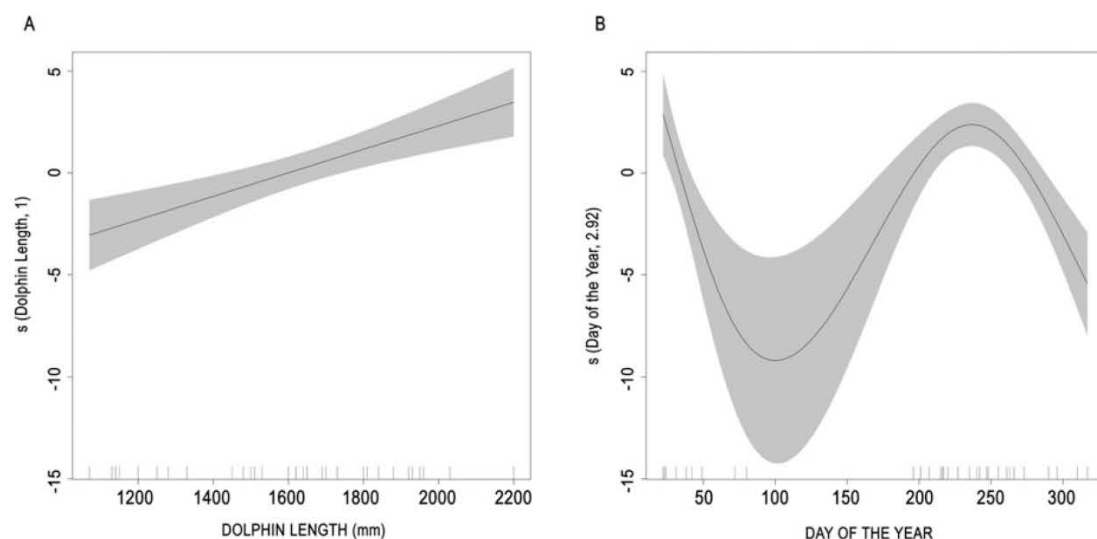 A
5
0
-5
-10
-15
s (Dolphin Length, 1)
1200 1400 1600 1800 2000 2200
DOLPHIN LENGTH (mm)
B
5
0
-5
-10
-15
s (Day of the Year, 2.92)
50 100 150 200 250 300
DAY OF THE YEAR